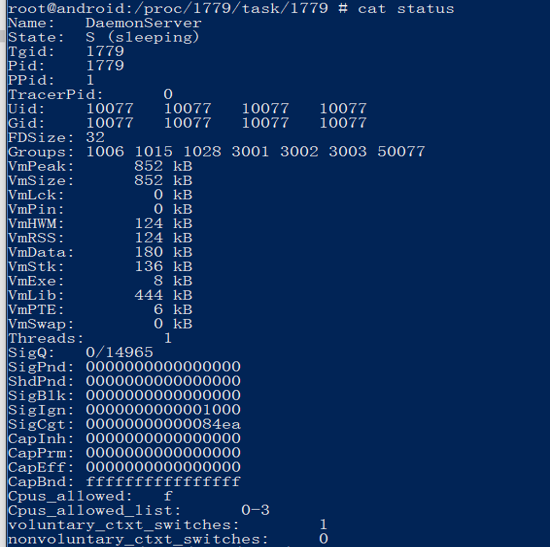 root@android:/proc/1779/task/1779 # cat status
Name:   DaemonServer
State:  S (sleeping)
Tgid:   1779
Pid:    1779
PPid:   1
TracerPid:      0
Uid:    10077   10077   10077   10077
Gid:    10077   10077   10077   10077
FDSize: 32
Groups: 1006 1015 1028 3001 3002 3003 50077
VmPeak:      852 kB
VmSize:      852 kB
VmLck:         0 kB
VmPin:         0 kB
VmHWM:       124 kB
VmRSS:       124 kB
VmData:      180 kB
VmStk:       136 kB
VmExe:         8 kB
VmLib:       444 kB
VmPTE:         6 kB
VmSwap:        0 kB
Threads:        1
SigQ:   0/14965
SigPnd: 0000000000000000
ShdPnd: 0000000000000000
SigBlk: 0000000000000000
SigIgn: 0000000000001000
SigCgt: 00000000000084ea
CapInh: 0000000000000000
CapPrm: 0000000000000000
CapEff: 0000000000000000
CapBnd: ffffffffffffffff
Cpus_allowed:   f
Cpus_allowed_list:      0-3
voluntary_ctxt_switches:        1
nonvoluntary_ctxt_switches:     0